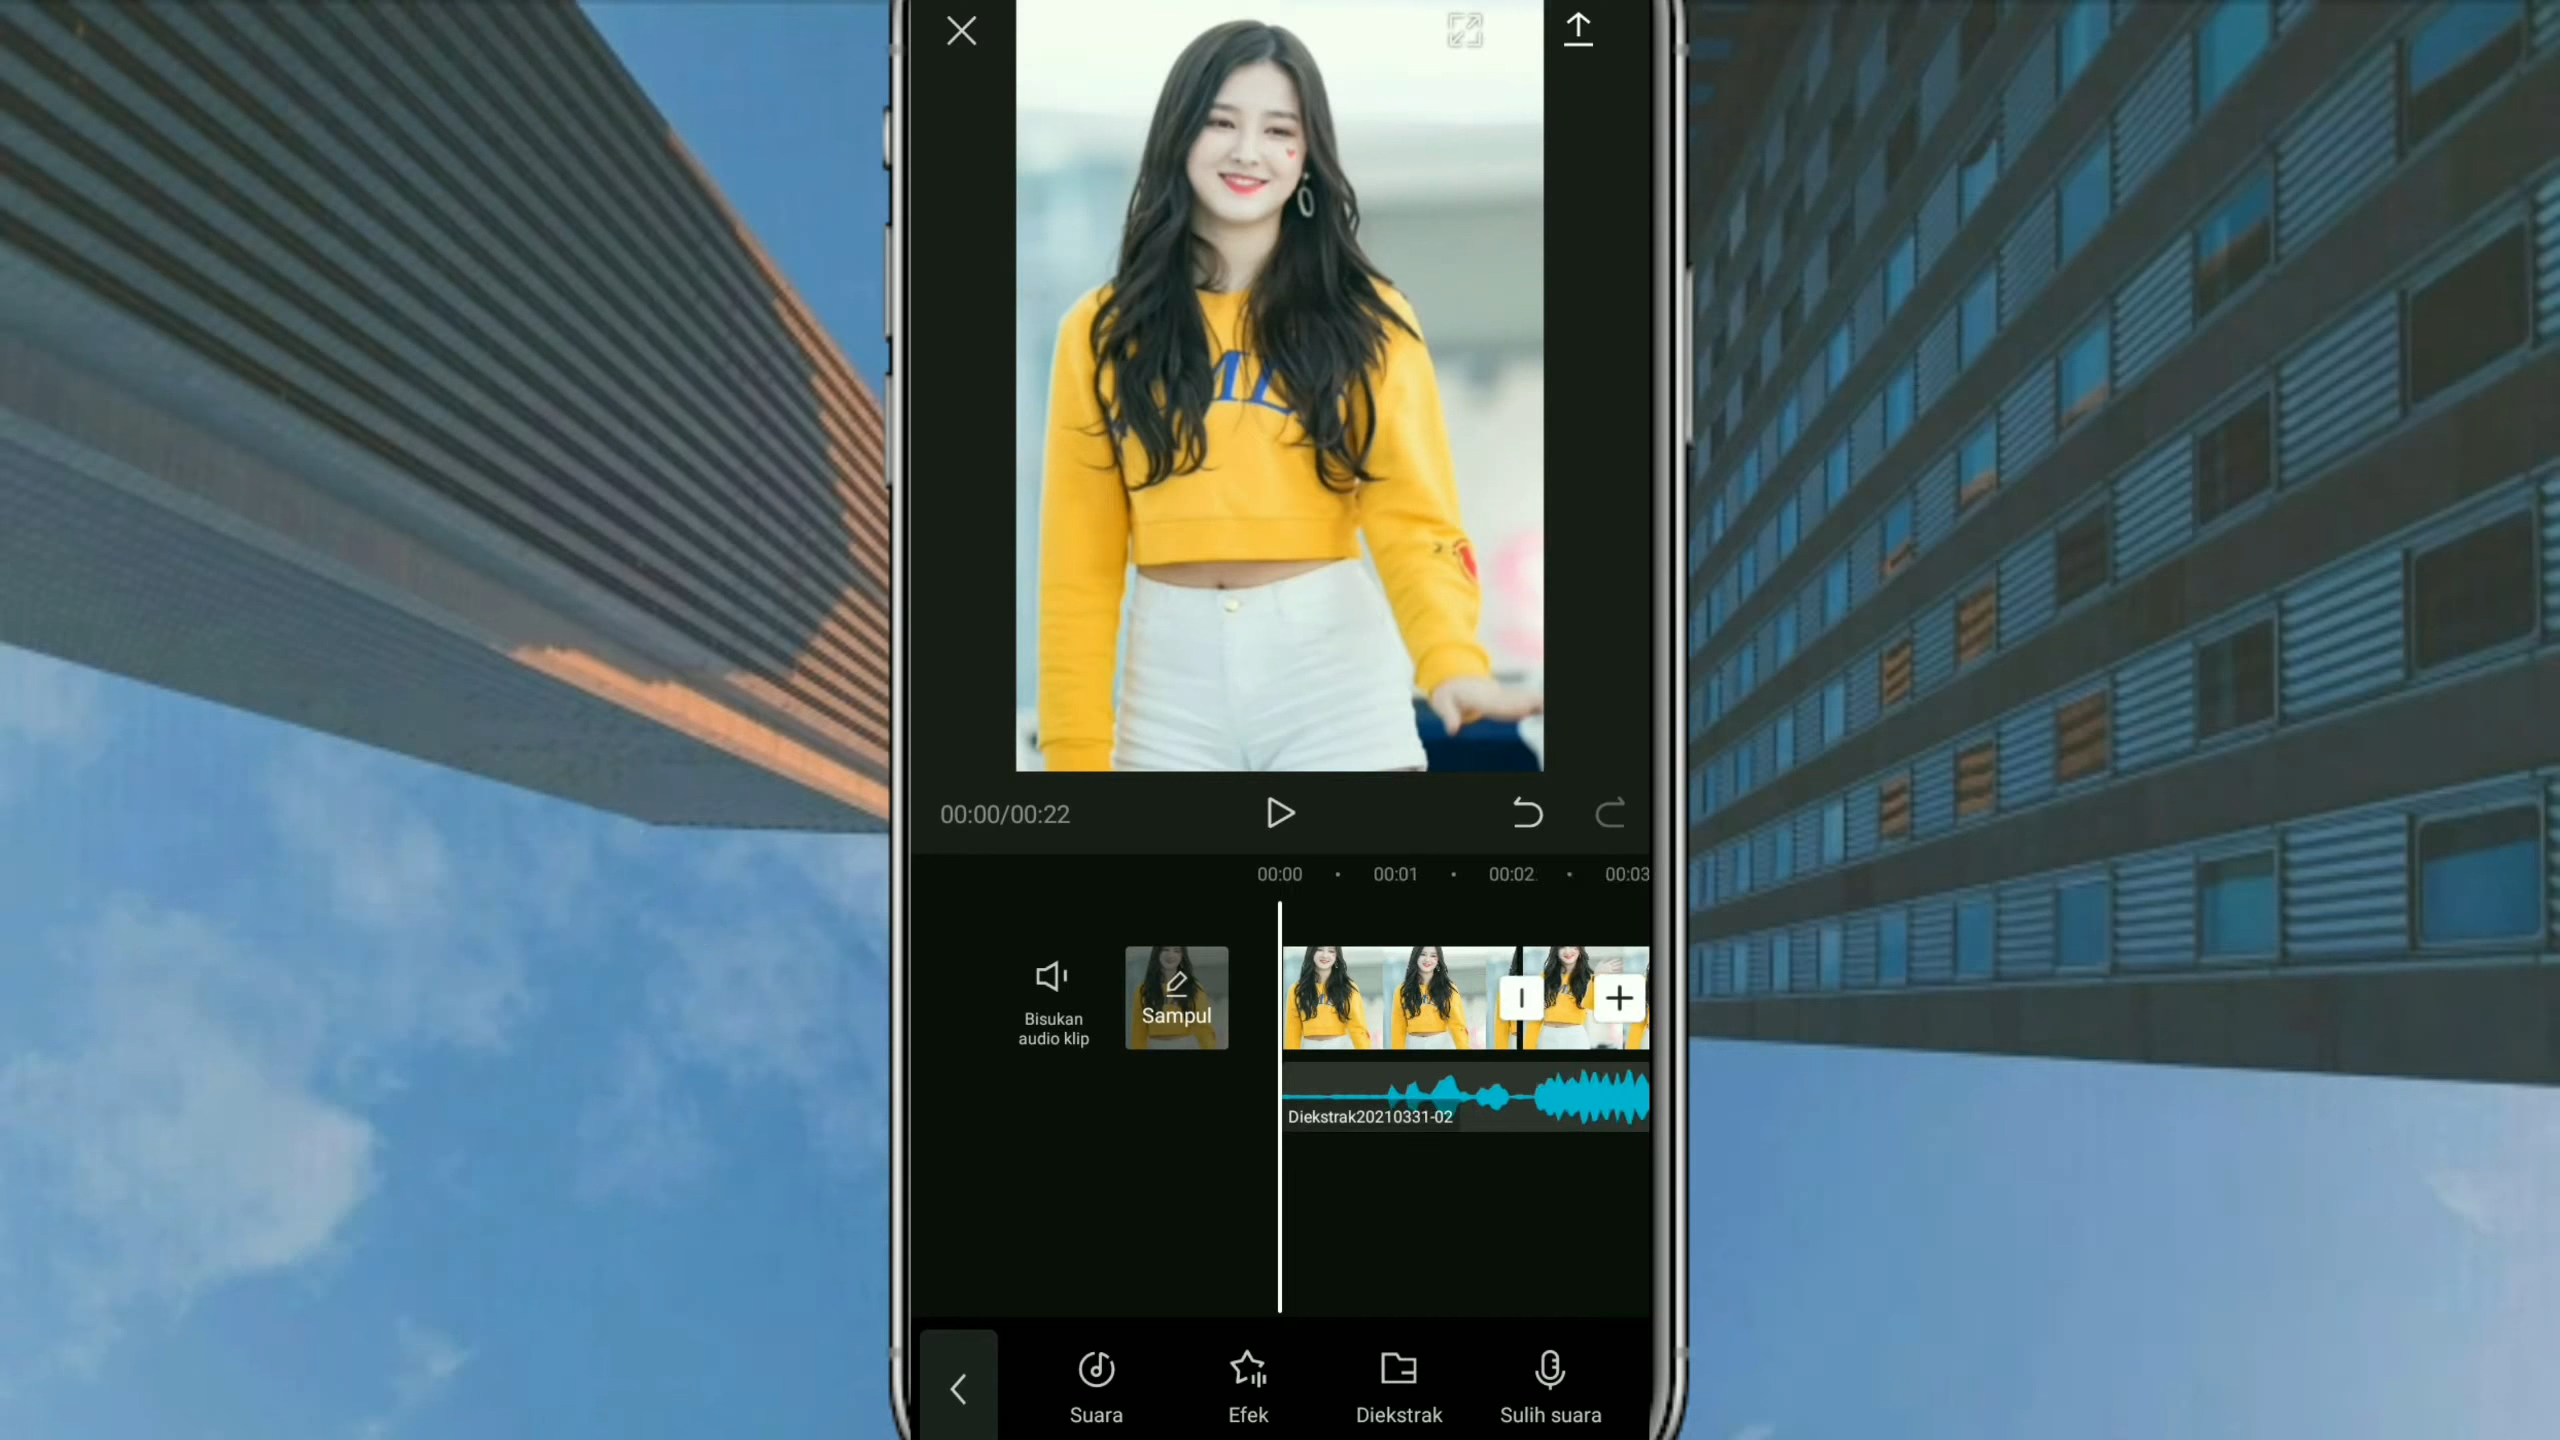 ML
00:00/00:22
00:00 • 00:01 • 00:02 • 00:03
Bisukan
audio klip
Sampul
Diekstrak20210331-02
Suara
Efek
Diekstrak
Sulih suara